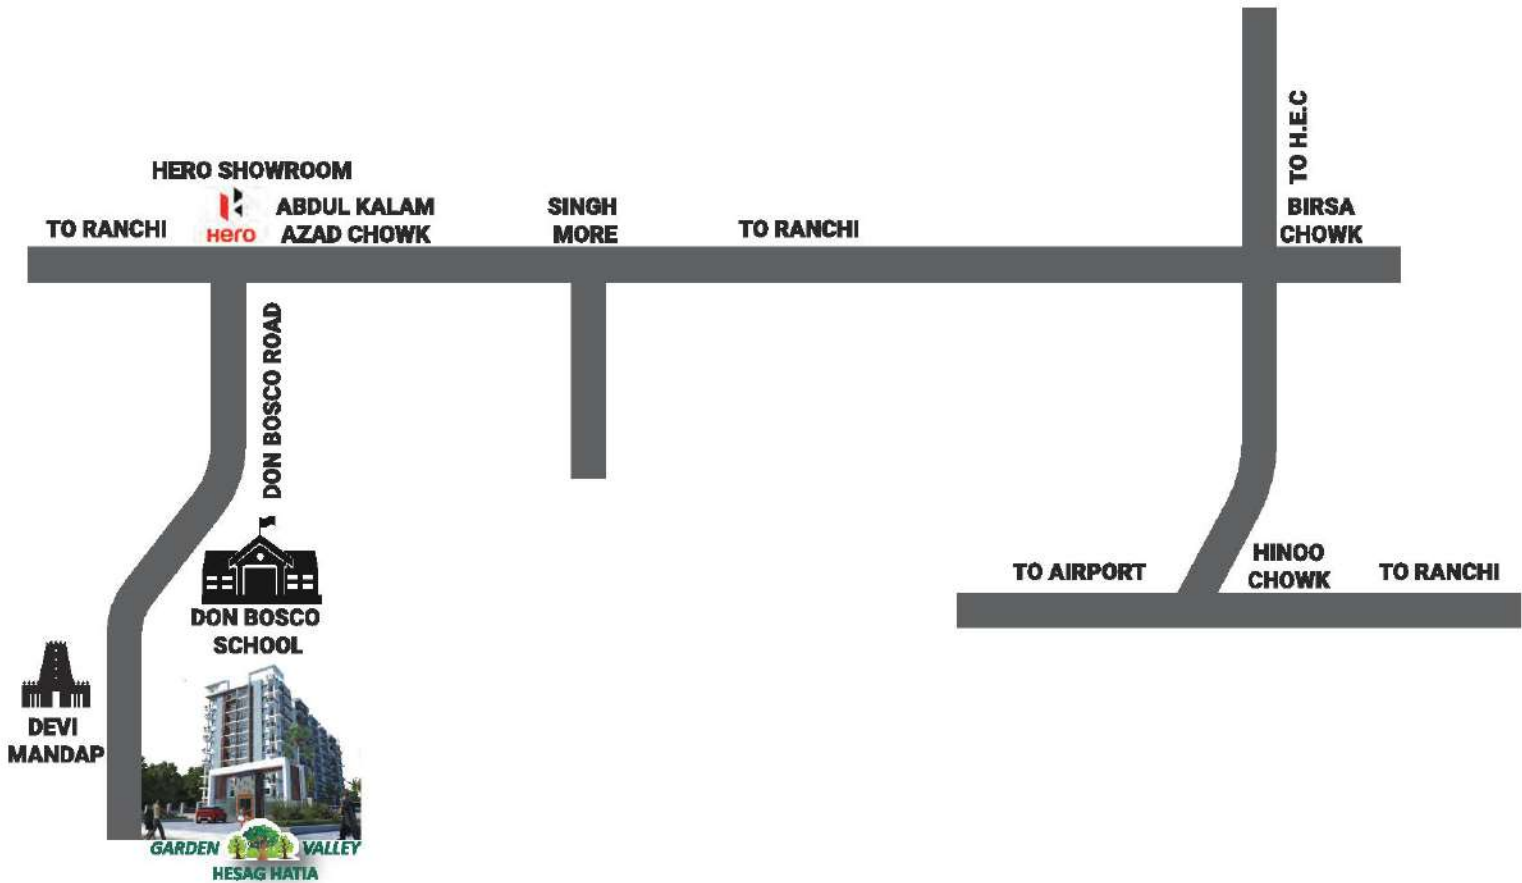 TO H.E.C
HERO SHOWROOM
TO RANCHI
Hero
ABDUL KALAM
AZAD CHOWK
SINGH
MORE
TO RANCHI
BIRSA
CHOWK
DON BOSCO ROAD
TO AIRPORT
HINOO
CHOWK
TO RANCHI
DON BOSCO
SCHOOL
DEVI
MANDAP
GARDEN VALLEY
HESAG HATIA